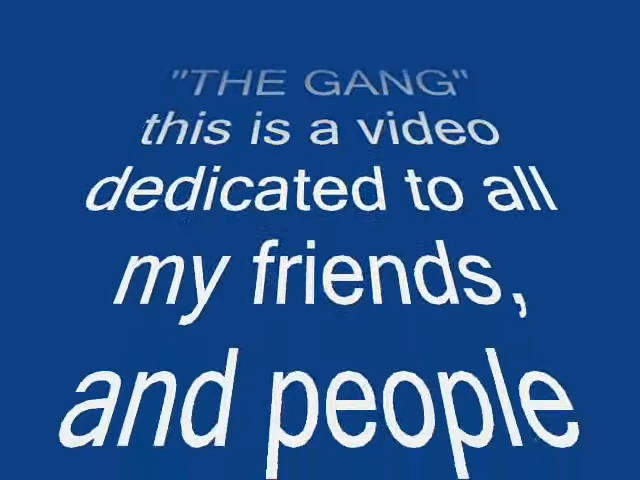 "THE GANG"
this is a video
dedicated to all
my friends,
and people